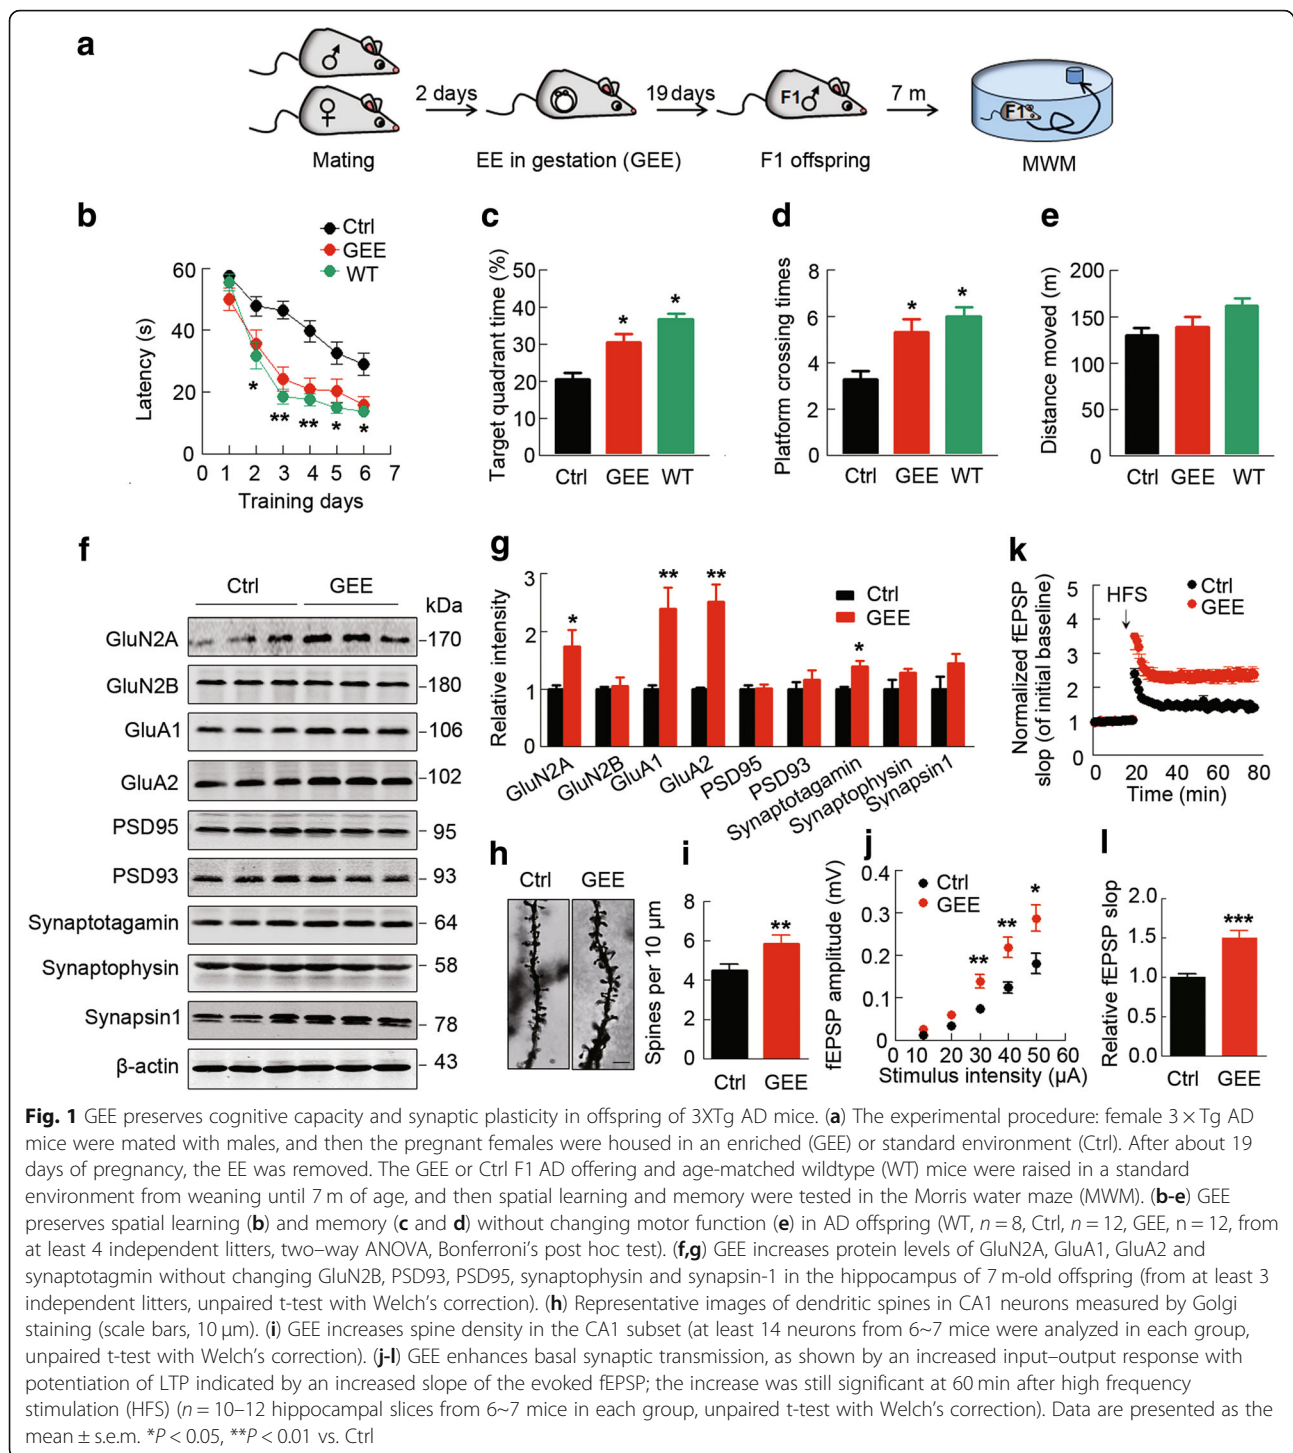 a
♂
♀
2 days
19 days
F1 ♂
7 m
F1
Mating
EE in gestation (GEE)
F1 offspring
MWM
b
Ctrl
GEE
WT
Latency (s)
60
40
20
0
0 1 2 3 4 5 6 7
* ** ** * *
Training days
c
Target quadrant time (%)
50
40
30
20
10
0
* *
Ctrl GEE WT
d
Platform crossing times
8
6
4
2
0
* *
Ctrl GEE WT
e
Distance moved (m)
200
150
100
50
0
Ctrl GEE WT
f
Ctrl GEE
kDa
GluN2A 170
GluN2B 180
GluA1 106
GluA2 102
PSD95 95
PSD93 93
Synaptotagamin 64
Synaptophysin 58
Synapsin1 78
β-actin 43
g
Relative intensity
3
2
1
0
* ** ** *
Ctrl
GEE
GluN2A GluN2B GluA1 GluA2 PSD95 PSD93 Synaptotagamin Synaptophysin Synapsin1
k
Normalized fEPSP
slop (of initial baseline)
5
4
3
2
1
0
HFS
Ctrl
GEE
0 20 40 60 80
Time (min)
h
Ctrl GEE
i
Spines per 10 µm
8
6
4
2
0
**
Ctrl GEE
j
fEPSP amplitude (mV)
0.4
0.3
0.2
0.1
0
Ctrl
GEE
** ** *
0 10 20 30 40 50 60
Stimulus intensity (µA)
l
Relative fEPSP slop
2.0
1.5
1.0
0.5
0.0
***
Ctrl GEE
Fig. 1 GEE preserves cognitive capacity and synaptic plasticity in offspring of 3XTg AD mice. (a) The experimental procedure: female 3 × Tg AD
mice were mated with males, and then the pregnant females were housed in an enriched (GEE) or standard environment (Ctrl). After about 19
days of pregnancy, the EE was removed. The GEE or Ctrl F1 AD offering and age-matched wildtype (WT) mice were raised in a standard
environment from weaning until 7 m of age, and then spatial learning and memory were tested in the Morris water maze (MWM). (b-e) GEE
preserves spatial learning (b) and memory (c and d) without changing motor function (e) in AD offspring (WT, n = 8, Ctrl, n = 12, GEE, n = 12, from
at least 4 independent litters, two–way ANOVA, Bonferroni's post hoc test). (f,g) GEE increases protein levels of GluN2A, GluA1, GluA2 and
synaptotagmin without changing GluN2B, PSD93, PSD95, synaptophysin and synapsin-1 in the hippocampus of 7 m-old offspring (from at least 3
independent litters, unpaired t-test with Welch's correction). (h) Representative images of dendritic spines in CA1 neurons measured by Golgi
staining (scale bars, 10 µm). (i) GEE increases spine density in the CA1 subset (at least 14 neurons from 6~7 mice were analyzed in each group,
unpaired t-test with Welch's correction). (j-l) GEE enhances basal synaptic transmission, as shown by an increased input–output response with
potentiation of LTP indicated by an increased slope of the evoked fEPSP; the increase was still significant at 60 min after high frequency
stimulation (HFS) (n = 10–12 hippocampal slices from 6~7 mice in each group, unpaired t-test with Welch's correction). Data are presented as the
mean ± s.e.m. *P < 0.05, **P < 0.01 vs. Ctrl